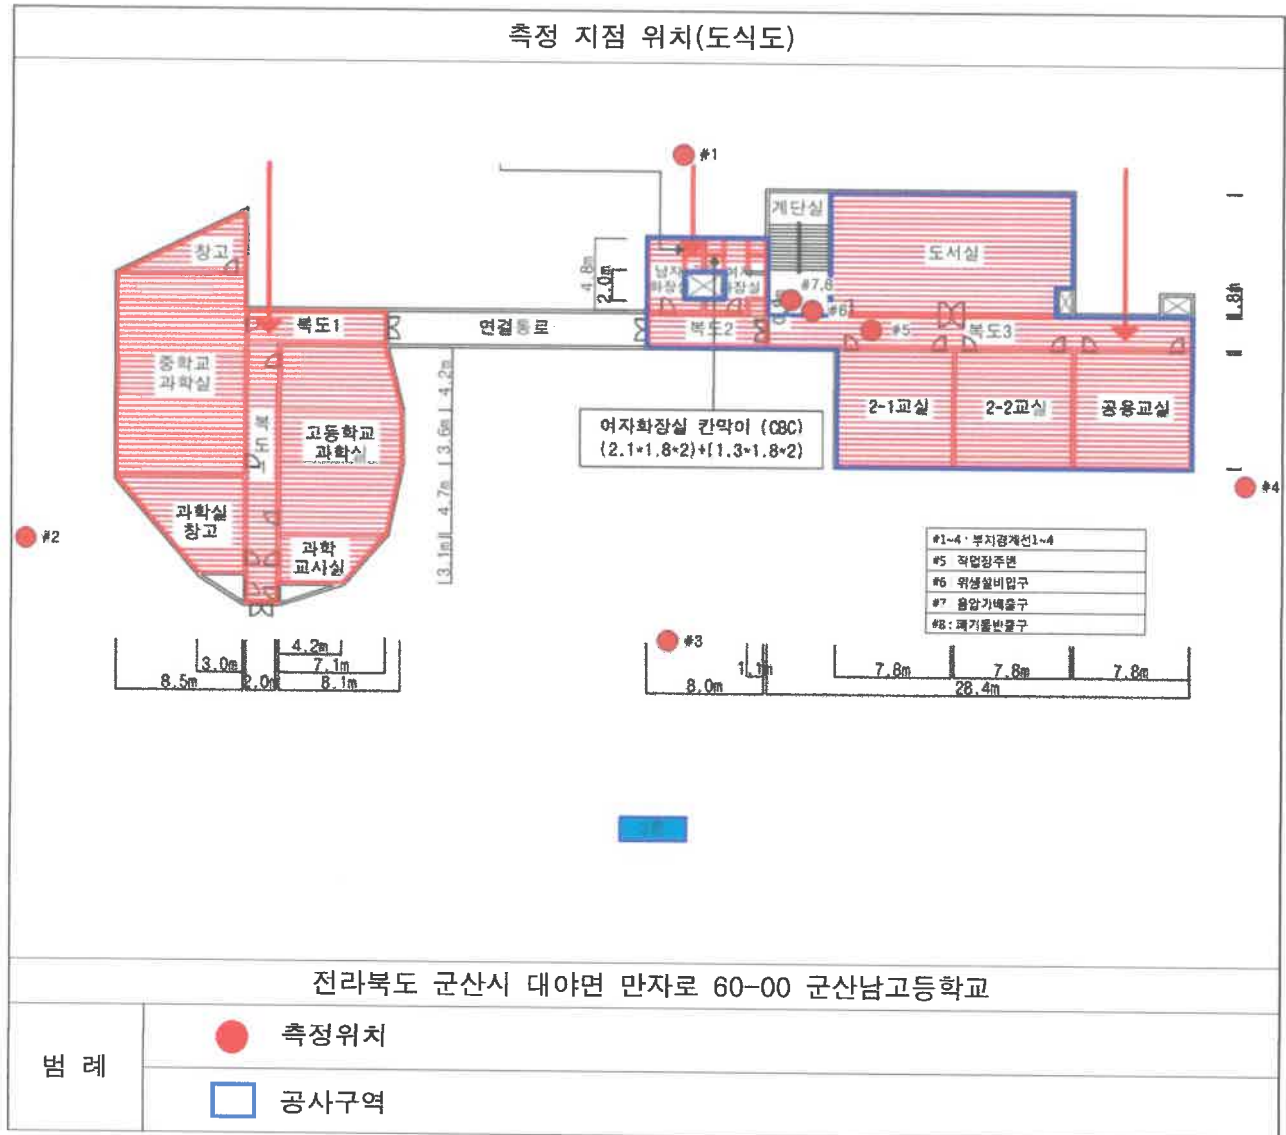 측정 지점 위치(도식도)
#1
계단실
창고
도서실
4.8m
2.0m
남자
화장실
여자
화장실
#7,8
#6
#5
1.8m
복도1
연결통로
복도2
복도3
중학교
과학실
복도
고등학교
과학실
4.2m
3.6m
4.7m
3.1m
2-1교실
2-2교실
공용교실
여자화장실 칸막이 (CBC)
(2.1*1.8*2)+(1.3*1.8*2)
#4
#2
과학실
창고
과학
교사실
#1~4 : 부지경계선1~4
#5 작업장주변
#6 위생설비입구
#7 음압기배출구
#8 : 폐기물반출구
#3
4.2m
3.0m
7.1m
8.5m
2.0m
8.1m
1.1m
8.0m
7.8m
7.8m
7.8m
28.4m
전라북도 군산시 대야면 만자로 60-00 군산남고등학교
범 례
측정위치
공사구역